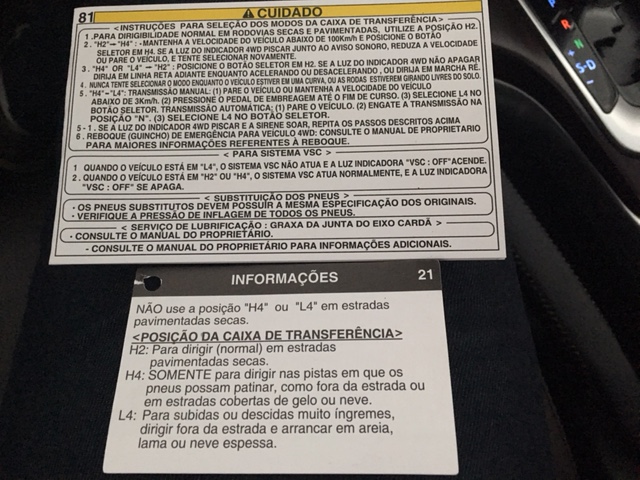 81
⚠ CUIDADO
< INSTRUÇÕES PARA SELEÇÃO DOS MODOS DA CAIXA DE TRANSFERÊNCIA >
1. PARA DIRIGIBILIDADE NORMAL EM RODOVIAS SECAS E PAVIMENTADAS, UTILIZE A POSIÇÃO H2.
2. "H2"↔"H4": - MANTENHA A VELOCIDADE DO VEÍCULO ABAIXO DE 100Km/h E POSICIONE O BOTÃO
SELETOR EM H4. SE A LUZ DO INDICADOR 4WD PISCAR JUNTO AO AVISO SONORO, REDUZA A VELOCIDADE
OU PARE O VEÍCULO, E TENTE SELECIONAR NOVAMENTE.
3. "H4" OR "L4" → "H2" : POSICIONE O BOTÃO SELETOR EM H2. SE A LUZ DO INDICADOR 4WD NÃO APAGAR
DIRIJA EM LINHA RETA ADIANTE ENQUANTO ACELERANDO OU DESACELERANDO, OU DIRIJA EM MARCHA RÉ.
4. NUNCA TENTE SELECIONAR O MODO ENQUANTO O VEÍCULO ESTIVER EM UMA CURVA, OU AS RODAS ESTIVEREM GIRANDO LIVRES DO SOLO.
5. "H4"↔"L4": TRANSMISSÃO MANUAL: (1) PARE O VEÍCULO OU MANTENHA A VELOCIDADE DO VEÍCULO
ABAIXO DE 3Km/h. (2) PRESSIONE O PEDAL DE EMBREAGEM ATÉ O FIM DE CURSO. (3) SELECIONE L4 NO
BOTÃO SELETOR. TRANSMISSÃO AUTOMÁTICA: (1) PARE O VEÍCULO. (2) ENGATE A TRANSMISSÃO NA
POSIÇÃO "N". (3) SELECIONE L4 NO BOTÃO SELETOR.
5 - 1. SE A LUZ DO INDICADOR 4WD PISCAR E A SIRENE SOAR, REPITA OS PASSOS DESCRITOS ACIMA
6. REBOQUE (GUINCHO) DE EMERGÊNCIA PARA VEÍCULO 4WD: CONSULTE O MANUAL DE PROPRIETARIO
PARA MAIORES INFORMAÇÕES REFERENTES À REBOQUE.
< PARA SISTEMA VSC >
1 QUANDO O VEÍCULO ESTÁ EM "L4", O SISTEMA VSC NÃO ATUA E A LUZ INDICADORA "VSC : OFF"ACENDE.
2. QUANDO O VEÍCULO ESTÁ EM "H2" OU "H4", O SISTEMA VSC ATUA NORMALMENTE, E A LUZ INDICADORA
"VSC : OFF" SE APAGA.
< SUBSTITUIÇÃO DOS PNEUS >
- OS PNEUS SUBSTITUTOS DEVEM POSSUIR A MESMA ESPECIFICAÇÃO DOS ORIGINAIS.
- VERIFIQUE A PRESSÃO DE INFLAGEM DE TODOS OS PNEUS.
< SERVIÇO DE LUBRIFICAÇÃO : GRAXA DA JUNTA DO EIXO CARDÃ >
- CONSULTE O MANUAL DO PROPRIETÁRIO.
- CONSULTE O MANUAL DO PROPRIETÁRIO PARA INFORMAÇÕES ADICIONAIS.
INFORMAÇÕES 21
NÃO use a posição "H4" ou "L4" em estradas
pavimentadas secas.
<POSIÇÃO DA CAIXA DE TRANSFERÊNCIA>
H2: Para dirigir (normal) em estradas
pavimentadas secas.
H4: SOMENTE para dirigir nas pistas em que os
pneus possam patinar, como fora da estrada ou
em estradas cobertas de gelo ou neve.
L4: Para subidas ou descidas muito íngremes,
dirigir fora da estrada e arrancar em areia,
lama ou neve espessa.
P
R
N
S-D